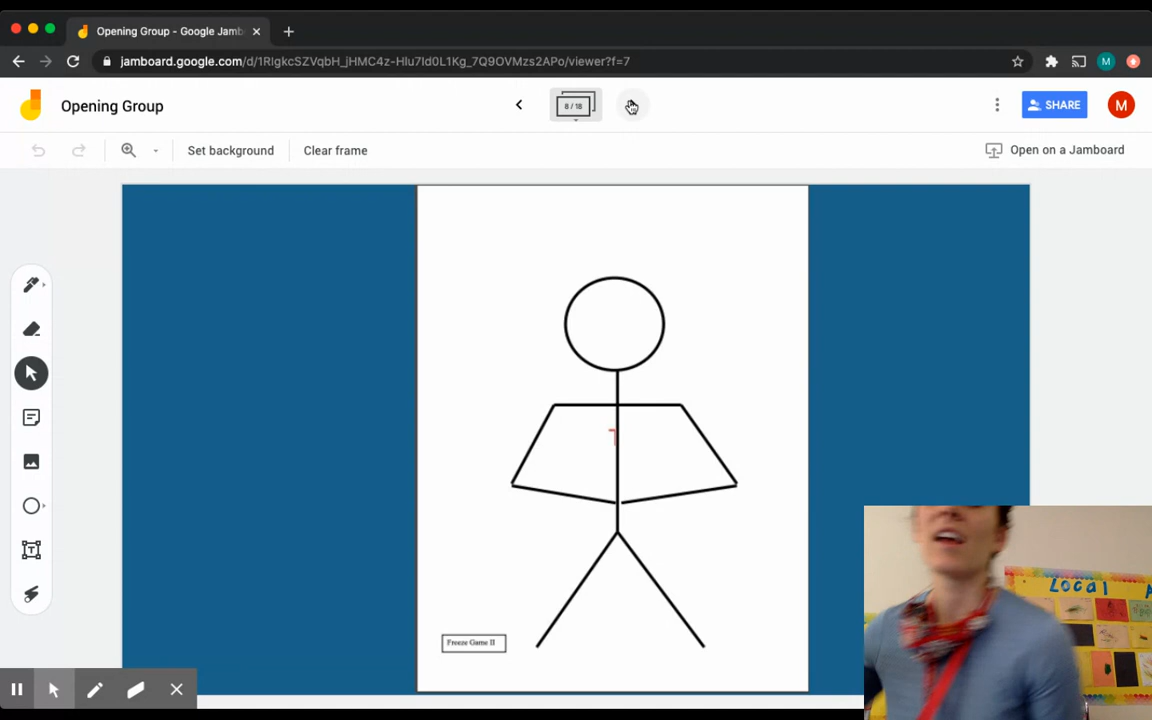 Opening Group - Google Jamb
jamboard.google.com/d/1RIgkcSZVqbH_jHMC4z-Hlu7Id0L1Kg_7Q9OVMzs2APo/viewer?f=7
M
Opening Group
8 / 18
SHARE
M
Set background
Clear frame
Open on a Jamboard
Freeze Game II
Local